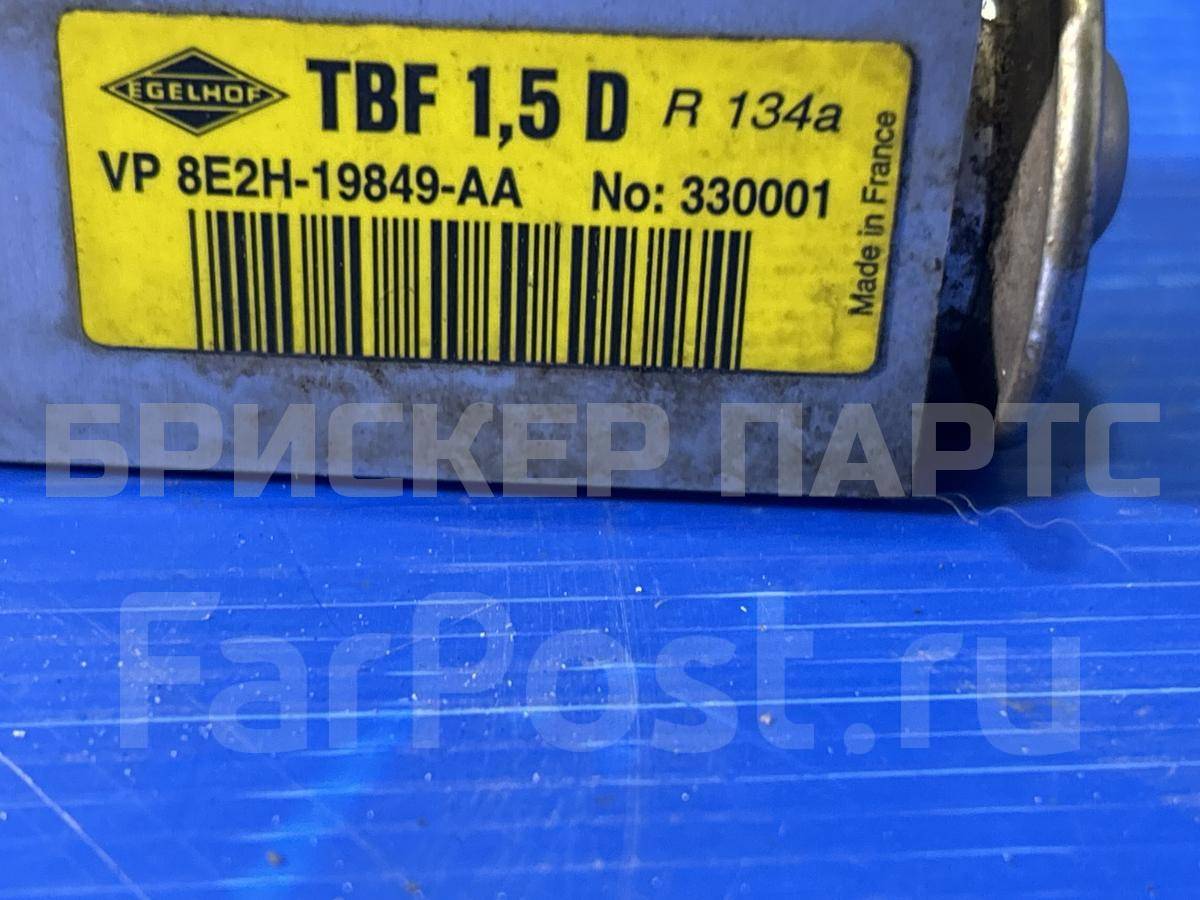 EGELHOF
TBF 1,5 D R 134a
VP 8E2H-19849-AA No: 330001
Made in France
БРИСКЕР ПАРТС
FarPost.ru